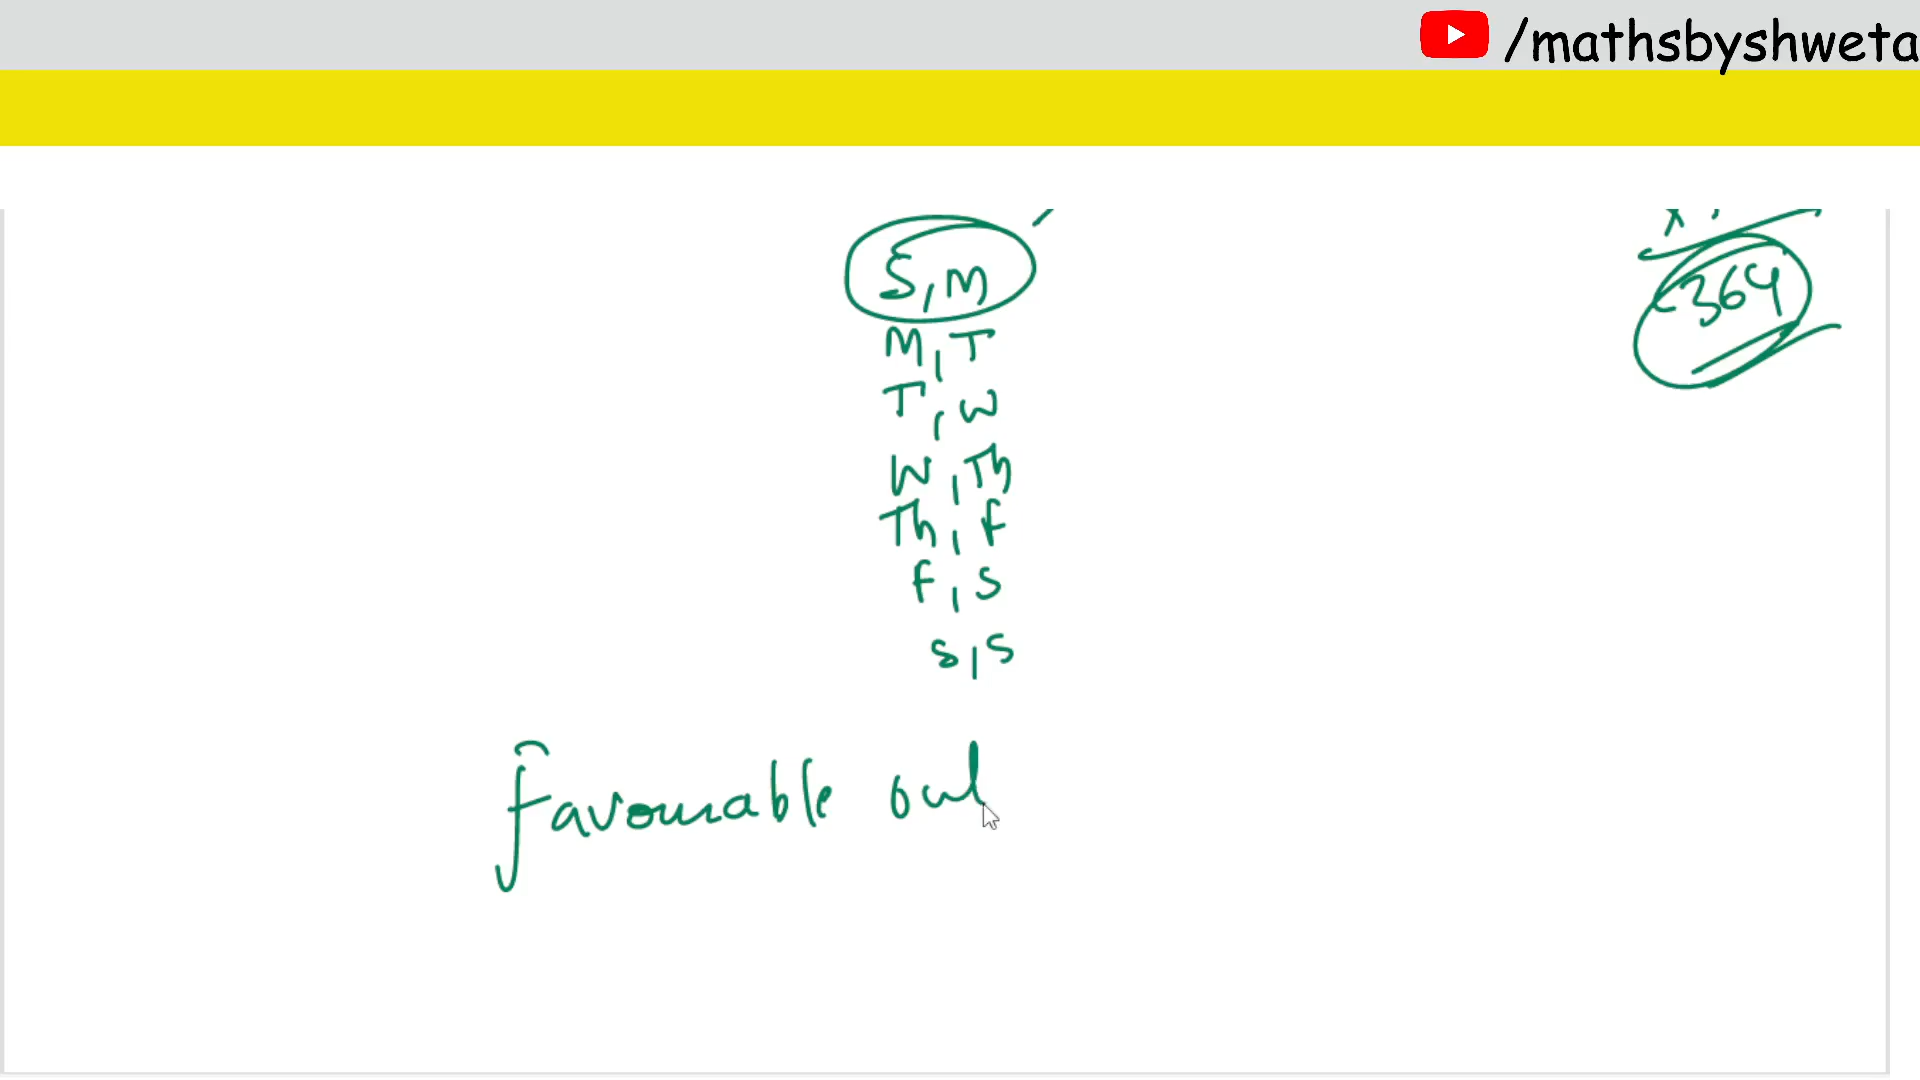 /mathsbyshweta
S, M
364
M, T
T, W
W, Th
Th, F
F, S
S, S
favourable out